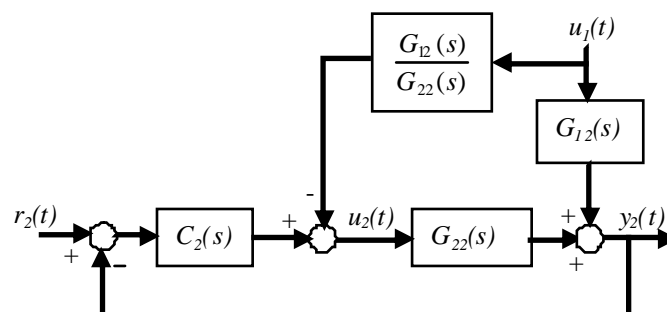 u₁(t)
G₁₂(s)
G₂₂(s)
G₁₂(s)
-
r₂(t)
+
−
C₂(s)
+
u₂(t)
G₂₂(s)
+
+
y₂(t)